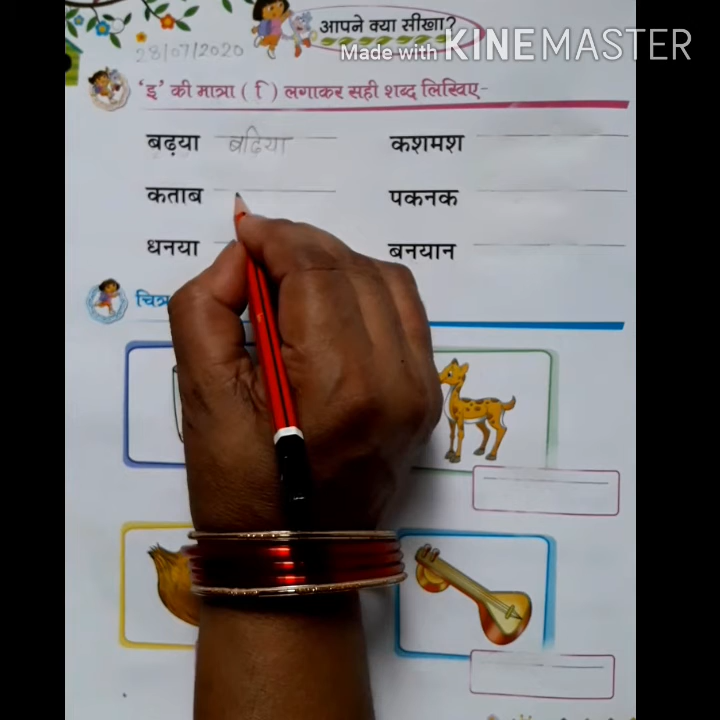 आपने क्या सीखा?
Made with KINEMASTER
28/07/2020
'इ' की मात्रा ( ि ) लगाकर सही शब्द लिखिए-
बढ़या बढिया कशमश
कताब पकनक
धनया बनयान